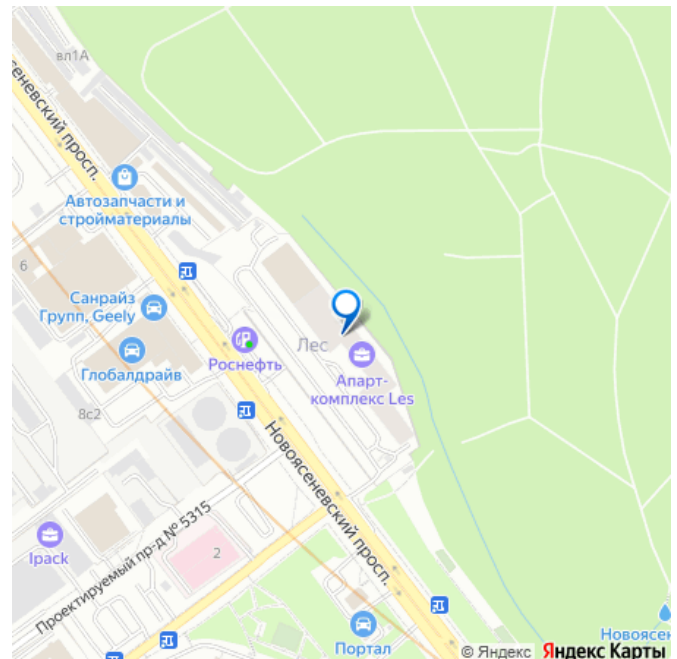 вл1А
сеневский просп.
Автозапчасти и
стройматериалы
6
Санрайз
Групп, Geely
Роснефть
Лес
Глобалдрайв
Апарт-
комплекс Les
8с2
Новоясеневский просп.
Ipack
Проектируемый пр-д № 5315
2
Портал
Новоясен
© Яндекс Яндекс Карты